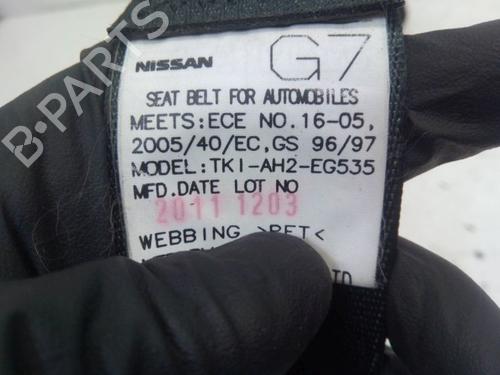 B-PARTS
NISSAN G7
SEAT BELT FOR AUTOMOBILES
MEETS:ECE NO.16-05,
2005/40/EC,GS 96/97
MODEL:TKI-AH2-EG535
MFD.DATE LOT NO
2011 1203
WEBBING >PET<
LTD